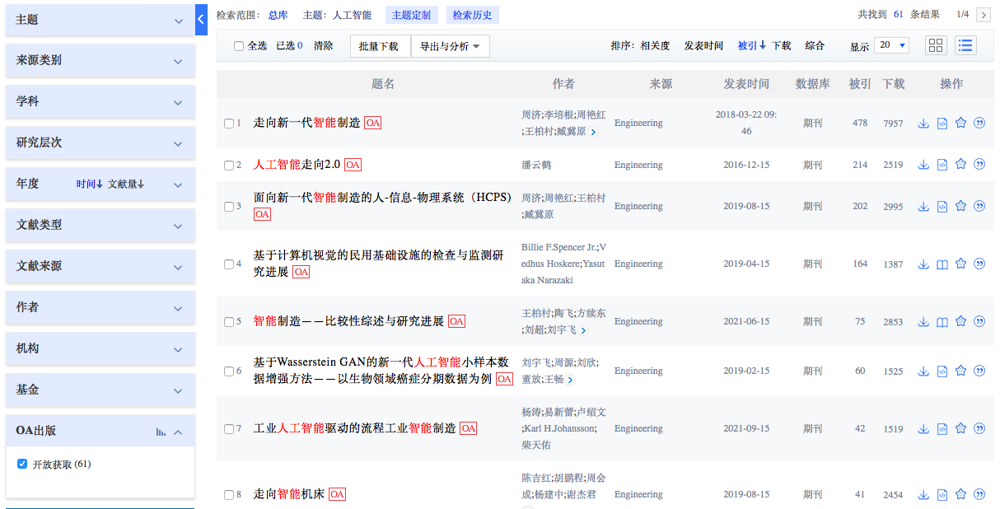 主题
检索范围：总库 主题：人工智能 主题定制 检索历史
共找到 61 条结果 1/4
来源类别
全选 已选 0 清除 批量下载 导出与分析
排序：相关度 发表时间 被引↓ 下载 综合 显示 20
学科
研究层次
年度 时间↓ 文献量↓
文献类型
文献来源
作者
机构
基金
OA出版
开放获取 (61)
题名 作者 来源 发表时间 数据库 被引 下载 操作
1 走向新一代智能制造 OA
周济;李培根;周艳红
;王柏村;臧冀原
Engineering
2018-03-22 09:
46
期刊 478 7957
2 人工智能走向2.0 OA 潘云鹤 Engineering 2016-12-15 期刊 214 2519
3 面向新一代智能制造的人-信息-物理系统（HCPS）
OA
周济;周艳红;王柏村
;臧冀原
Engineering 2019-08-15 期刊 202 2995
4 基于计算机视觉的民用基础设施的检查与监测研
究进展 OA
Billie F.Spencer Jr.;V
edhus Hoskere;Yasut
aka Narazaki
Engineering 2019-04-15 期刊 164 1387
5 智能制造——比较性综述与研究进展 OA
王柏村;陶飞;方续东
;刘超;刘宇飞
Engineering 2021-06-15 期刊 75 2853
6 基于Wasserstein GAN的新一代人工智能小样本数
据增强方法——以生物领域癌症分期数据为例 OA
刘宇飞;周源;刘欣;
董放;王畅
Engineering 2019-02-15 期刊 60 1525
7 工业人工智能驱动的流程工业智能制造 OA
杨涛;易新蕾;卢绍文
;Karl H.Johansson;
柴天佑
Engineering 2021-09-15 期刊 42 1519
8 走向智能机床 OA
陈吉红;胡鹏程;周会
成;杨建中;谢杰君
Engineering 2019-08-15 期刊 41 2454